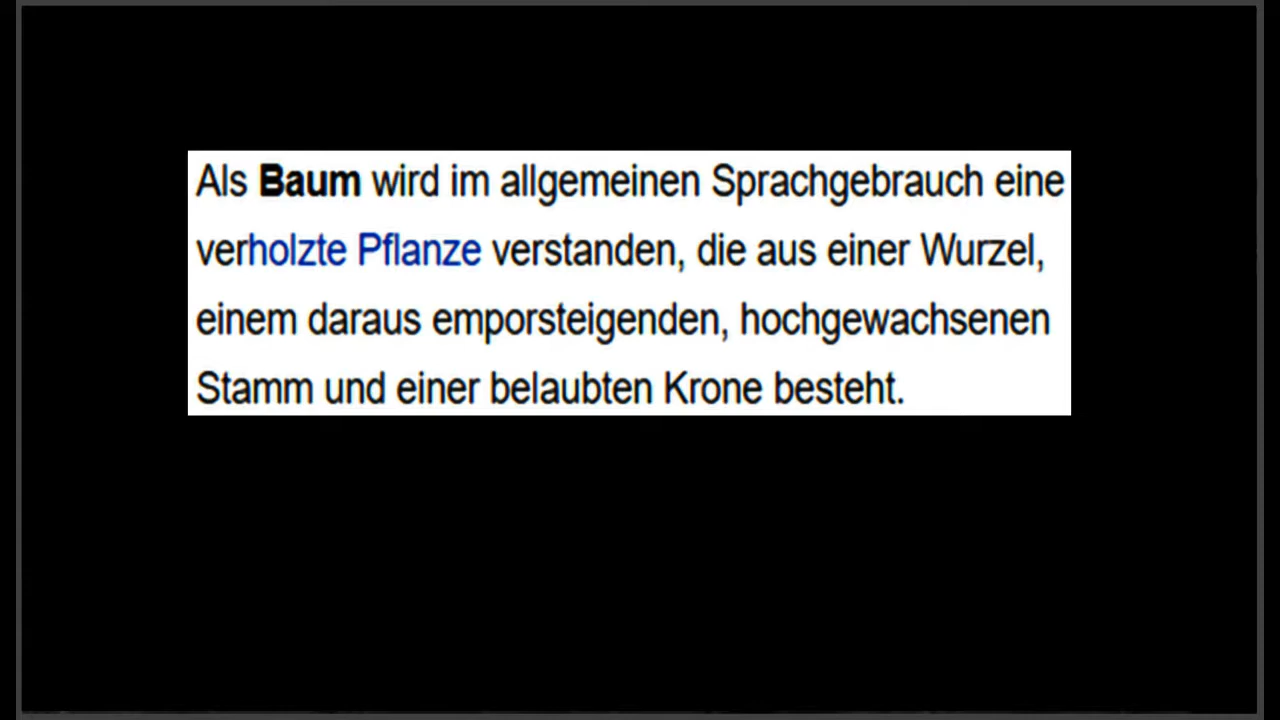 Als Baum wird im allgemeinen Sprachgebrauch eine
verholzte Pflanze verstanden, die aus einer Wurzel,
einem daraus emporsteigenden, hochgewachsenen
Stamm und einer belaubten Krone besteht.